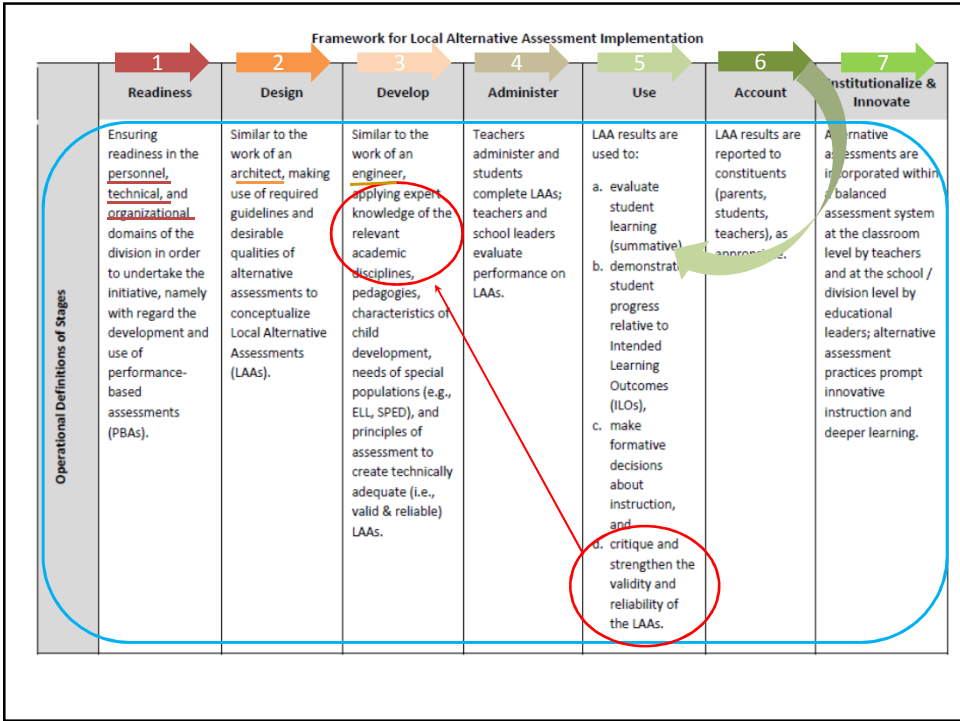 Framework for Local Alternative Assessment Implementation
1
2
3
4
5
6
7
Readiness
Design
Develop
Administer
Use
Account
Institutionalize &
Innovate
Operational Definitions of Stages
Ensuring
readiness in the
personnel,
technical, and
organizational
domains of the
division in order
to undertake the
initiative, namely
with regard the
development and
use of
performance-
based
assessments
(PBAs).
Similar to the
work of an
architect, making
use of required
guidelines and
desirable
qualities of
alternative
assessments to
conceptualize
Local Alternative
Assessments
(LAAs).
Similar to the
work of an
engineer,
applying expert
knowledge of the
relevant
academic
disciplines,
pedagogies,
characteristics of
child
development,
needs of special
populations (e.g.,
ELL, SPED), and
principles of
assessment to
create technically
adequate (i.e.,
valid & reliable)
LAAs.
Teachers
administer and
students
complete LAAs;
teachers and
school leaders
evaluate
performance on
LAAs.
LAA results are
used to:
a. evaluate
student
learning
(summative)
b. demonstrate
student
progress
relative to
Intended
Learning
Outcomes
(ILOs),
c. make
formative
decisions
about
instruction,
and
d. critique and
strengthen the
validity and
reliability of
the LAAs.
LAA results are
reported to
constituents
(parents,
students,
teachers), as
appropriate.
Alternative
assessments are
incorporated within
a balanced
assessment system
at the classroom
level by teachers
and at the school /
division level by
educational
leaders; alternative
assessment
practices prompt
innovative
instruction and
deeper learning.